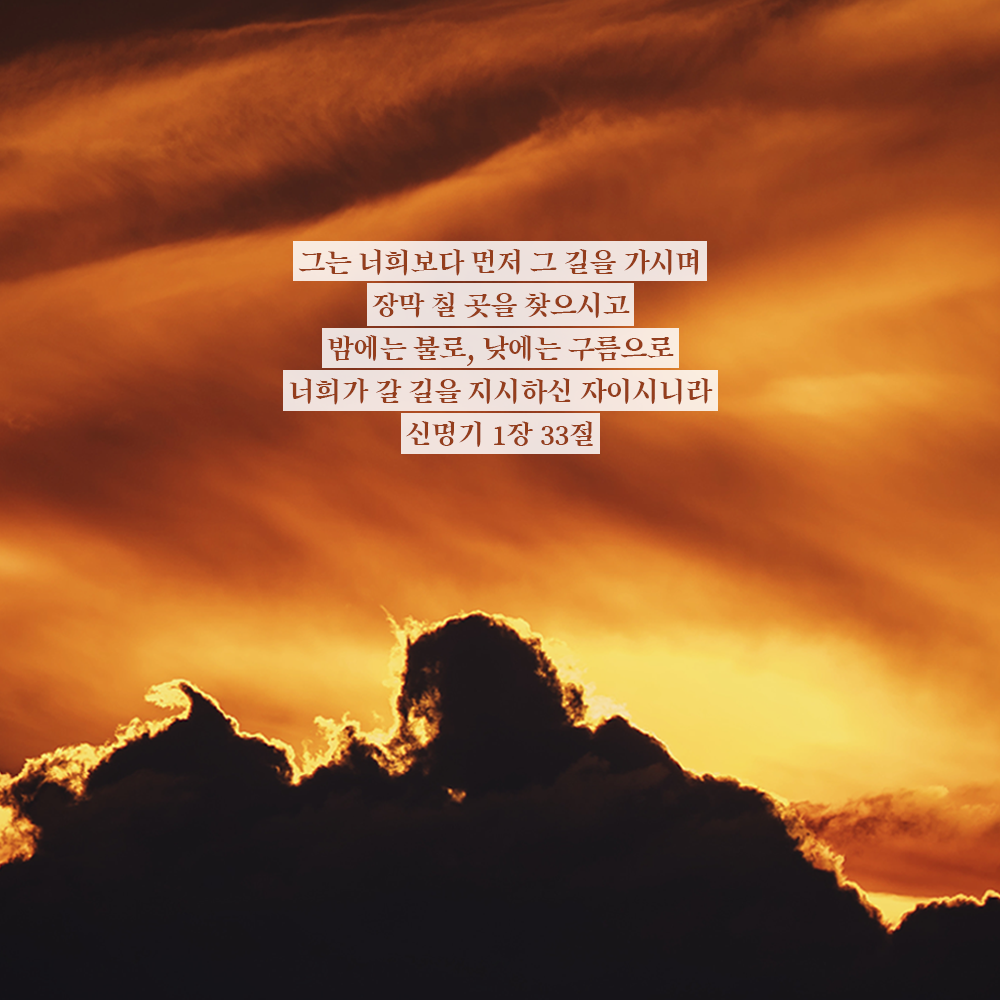 그는 너희보다 먼저 그 길을 가시며
장막 칠 곳을 찾으시고
밤에는 불로, 낮에는 구름으로
너희가 갈 길을 지시하신 자이시니라
신명기 1장 33절